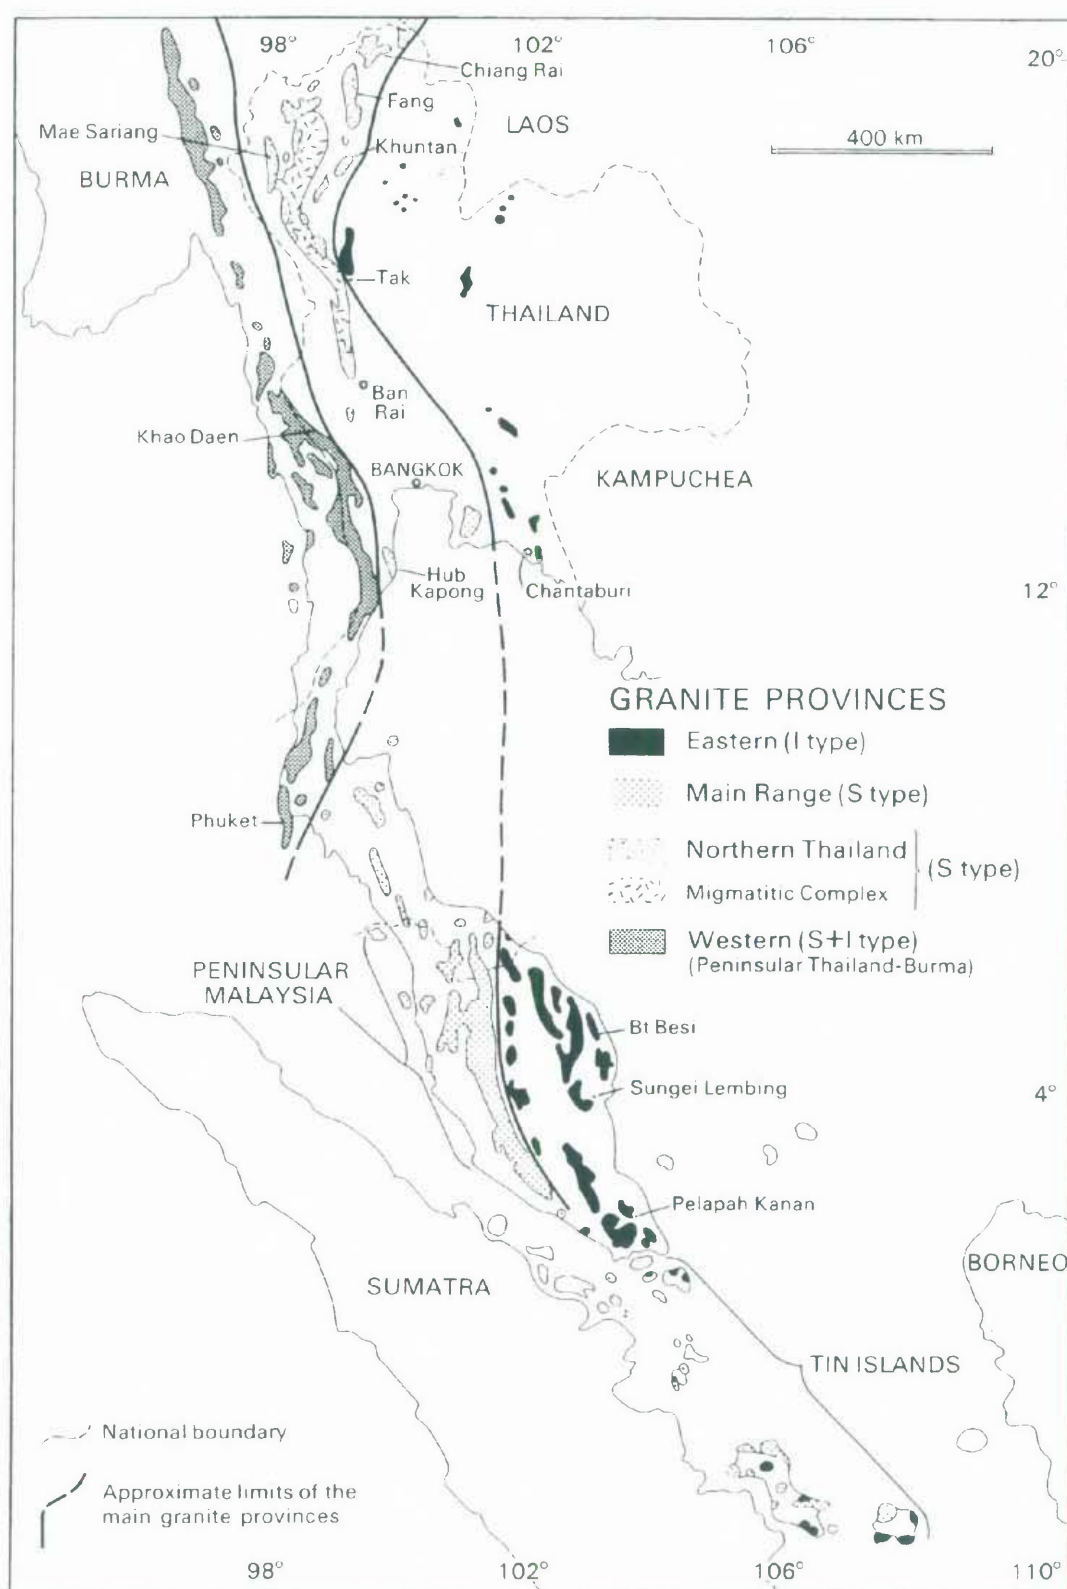 98°
102°
106°
20°
Chiang Rai
Fang
Mae Sariang
LAOS
400 km
Khuntan
BURMA
Tak
THAILAND
Ban
Rai
Khao Daen
BANGKOK
KAMPUCHEA
Hub
Kapong
Chantaburi
12°
GRANITE PROVINCES
Eastern (I type)
Main Range (S type)
Phuket
Northern Thailand
(S type)
Migmatitic Complex
Western (S+I type)
(Peninsular Thailand-Burma)
PENINSULAR
MALAYSIA
Bt Besi
Sungei Lembing
4°
Pelapah Kanan
BORNEO
SUMATRA
TIN ISLANDS
National boundary
Approximate limits of the
main granite provinces
98°
102°
106°
110°